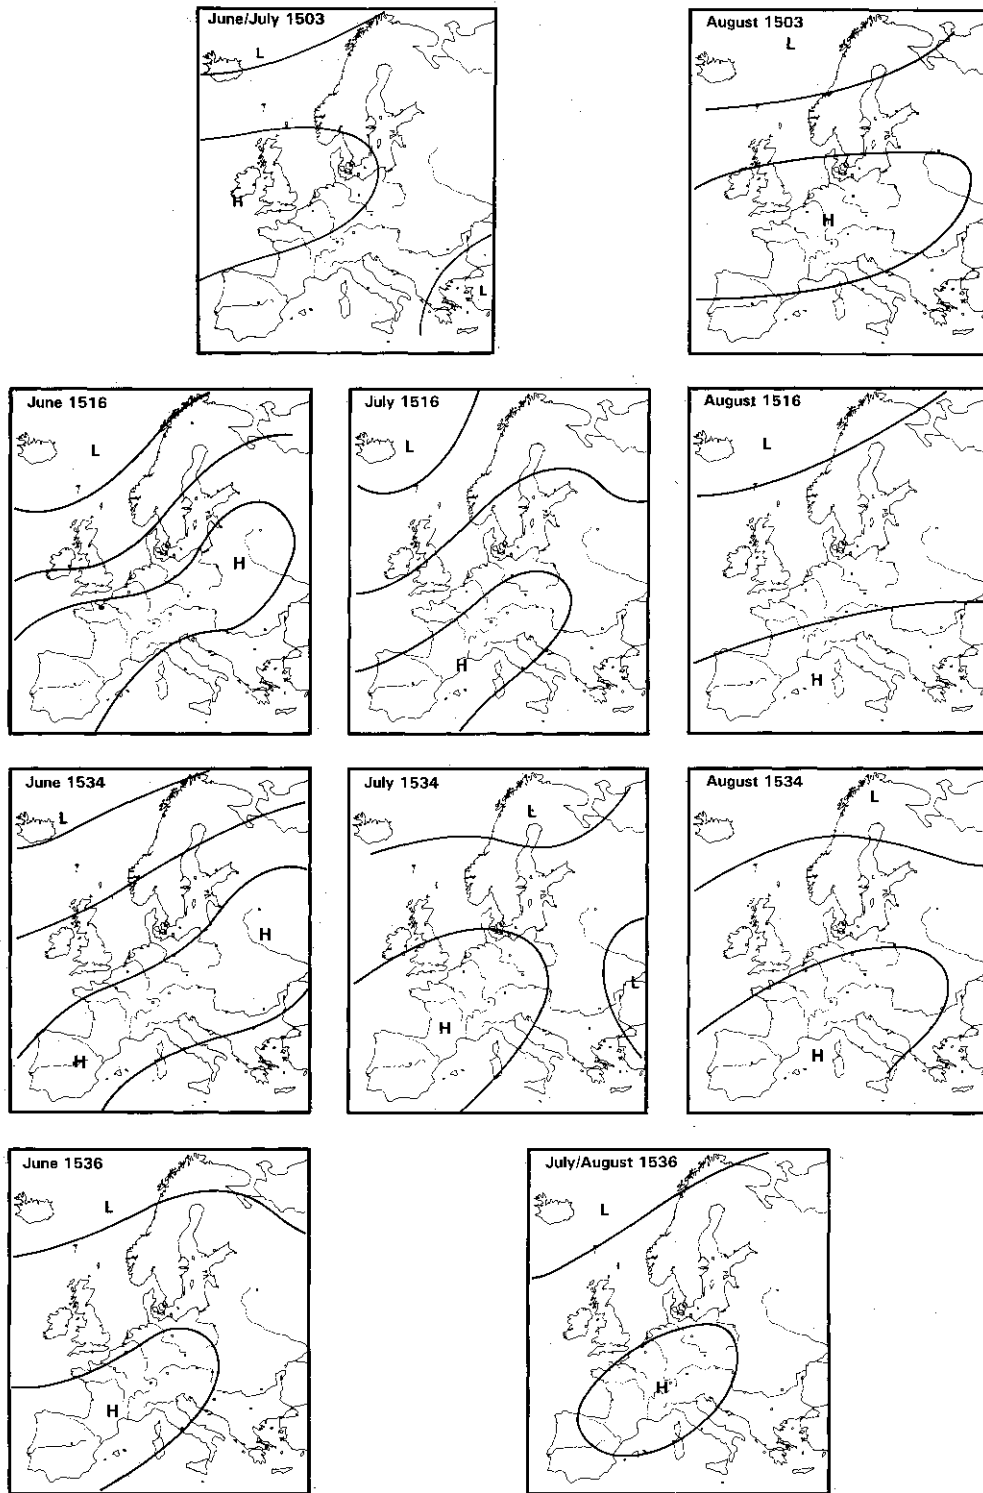 June/July 1503
L
H
L
August 1503
L
H
June 1516
L
H
July 1516
L
H
August 1516
L
H
June 1534
L
H
H
July 1534
L
L
H
August 1534
L
H
June 1536
L
H
July/August 1536
L
H